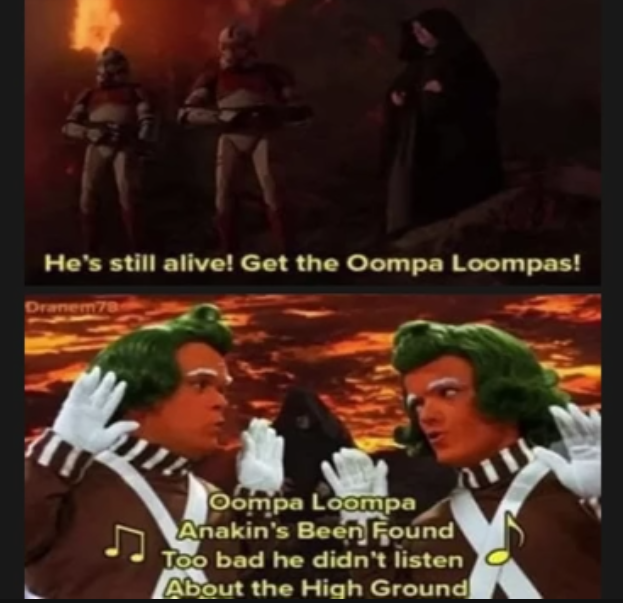 He's still alive! Get the Oompa Loompas!
Dranem78
Oompa Loompa
Anakin's Been Found
Too bad he didn't listen
About the High Ground